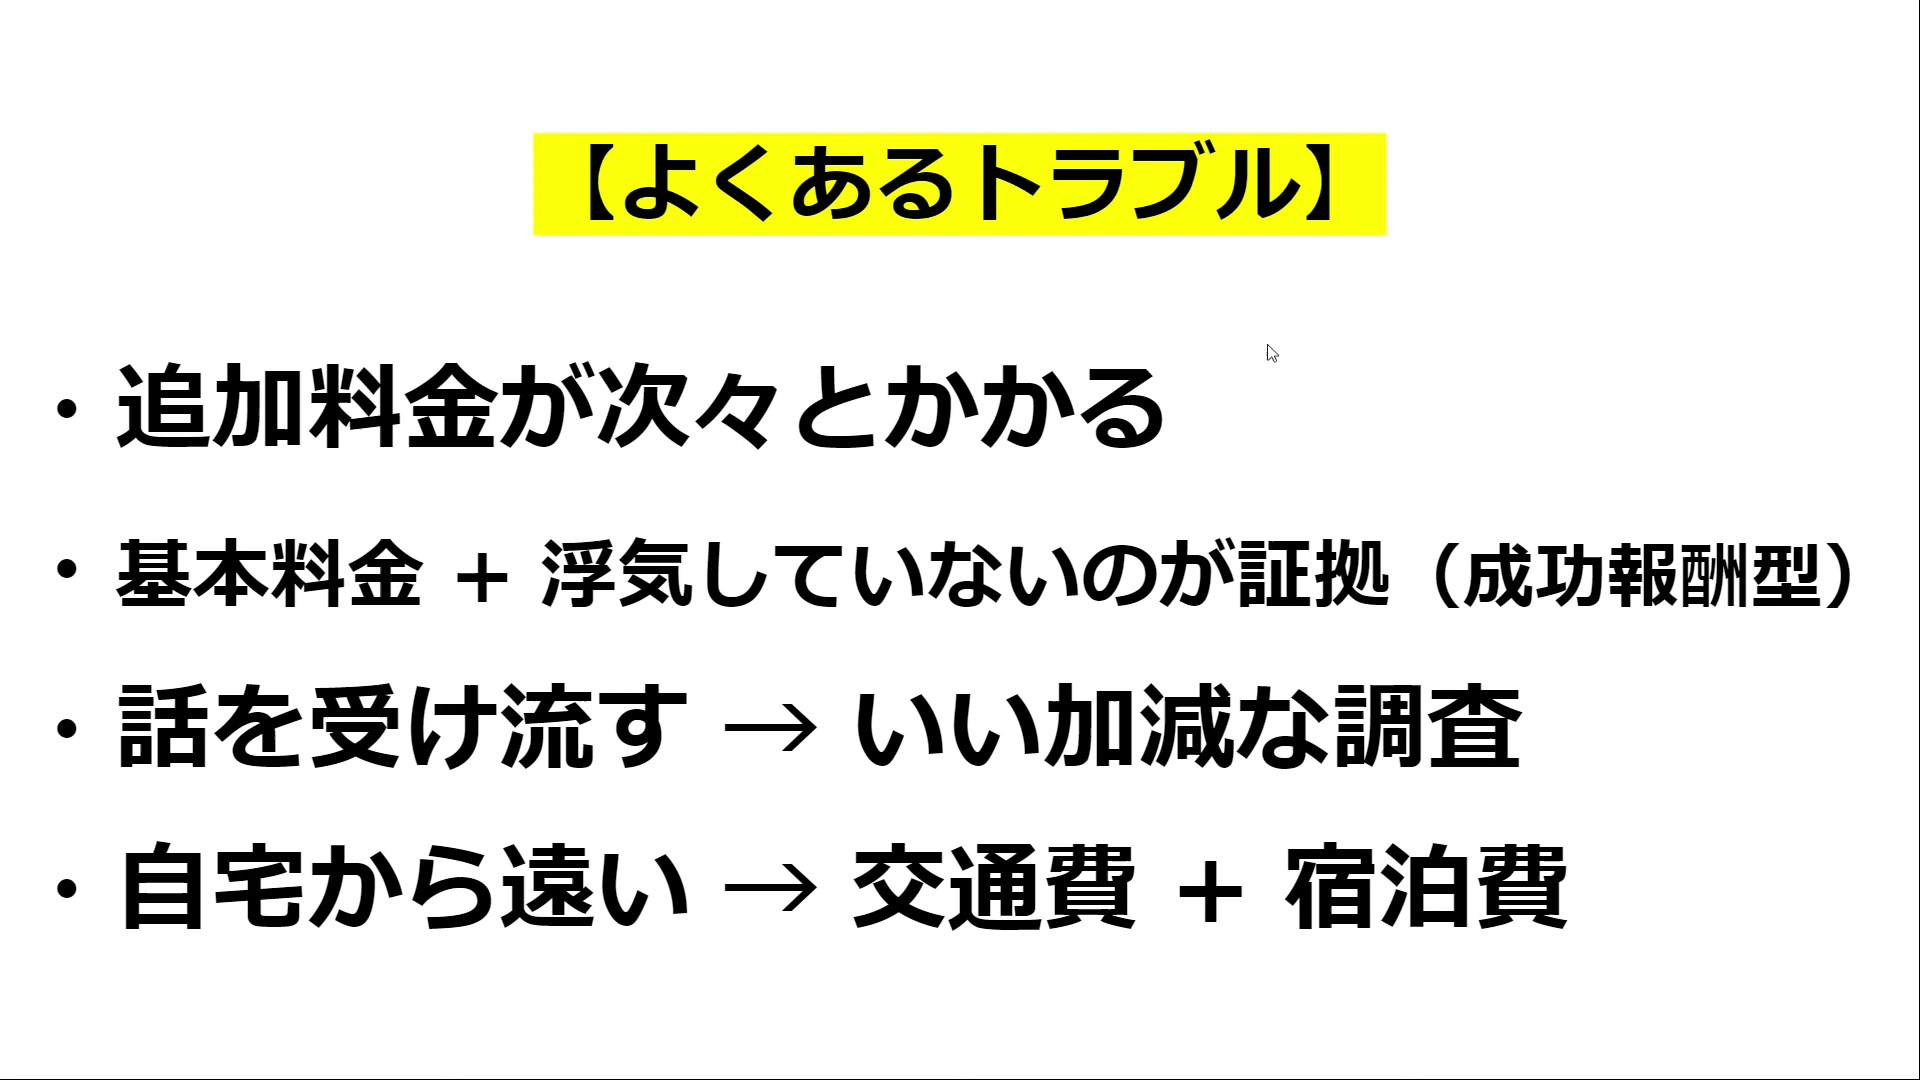 【よくあるトラブル】
・追加料金が次々とかかる
・基本料金 + 浮気していないのが証拠（成功報酬型）
・話を受け流す → いい加減な調査
・自宅から遠い → 交通費 + 宿泊費